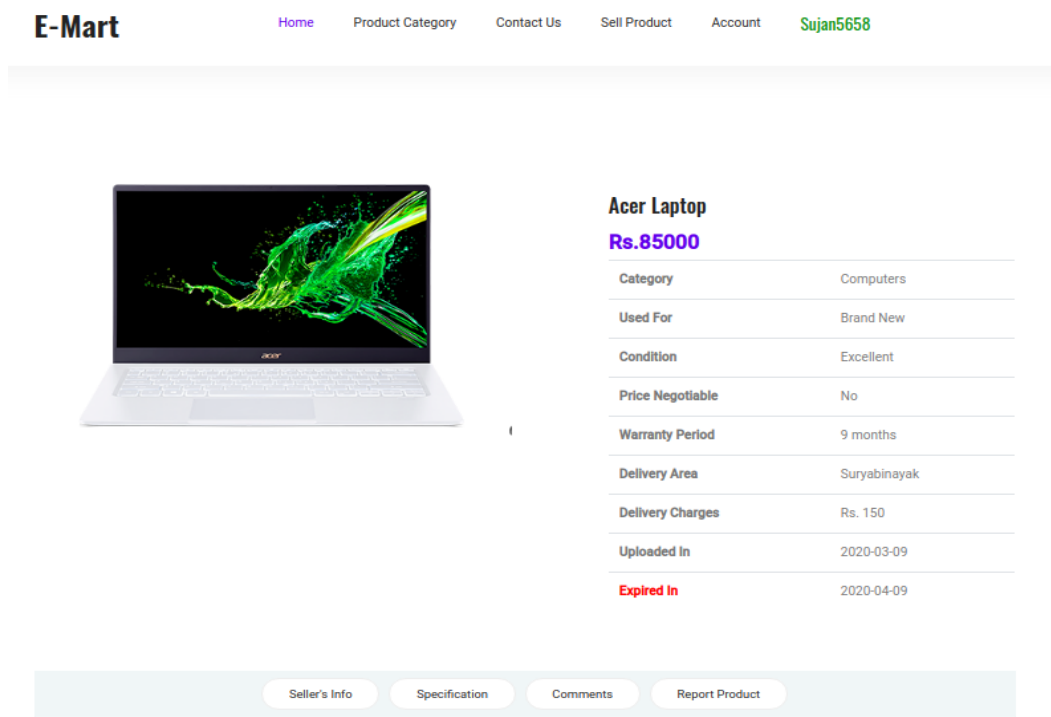 E-Mart Home Product Category Contact Us Sell Product Account Sujan5658
acer
Acer Laptop
Rs.85000
Category Computers
Used For Brand New
Condition Excellent
Price Negotiable No
Warranty Period 9 months
Delivery Area Suryabinayak
Delivery Charges Rs. 150
Uploaded In 2020-03-09
Expired In 2020-04-09
Seller's Info Specification Comments Report Product